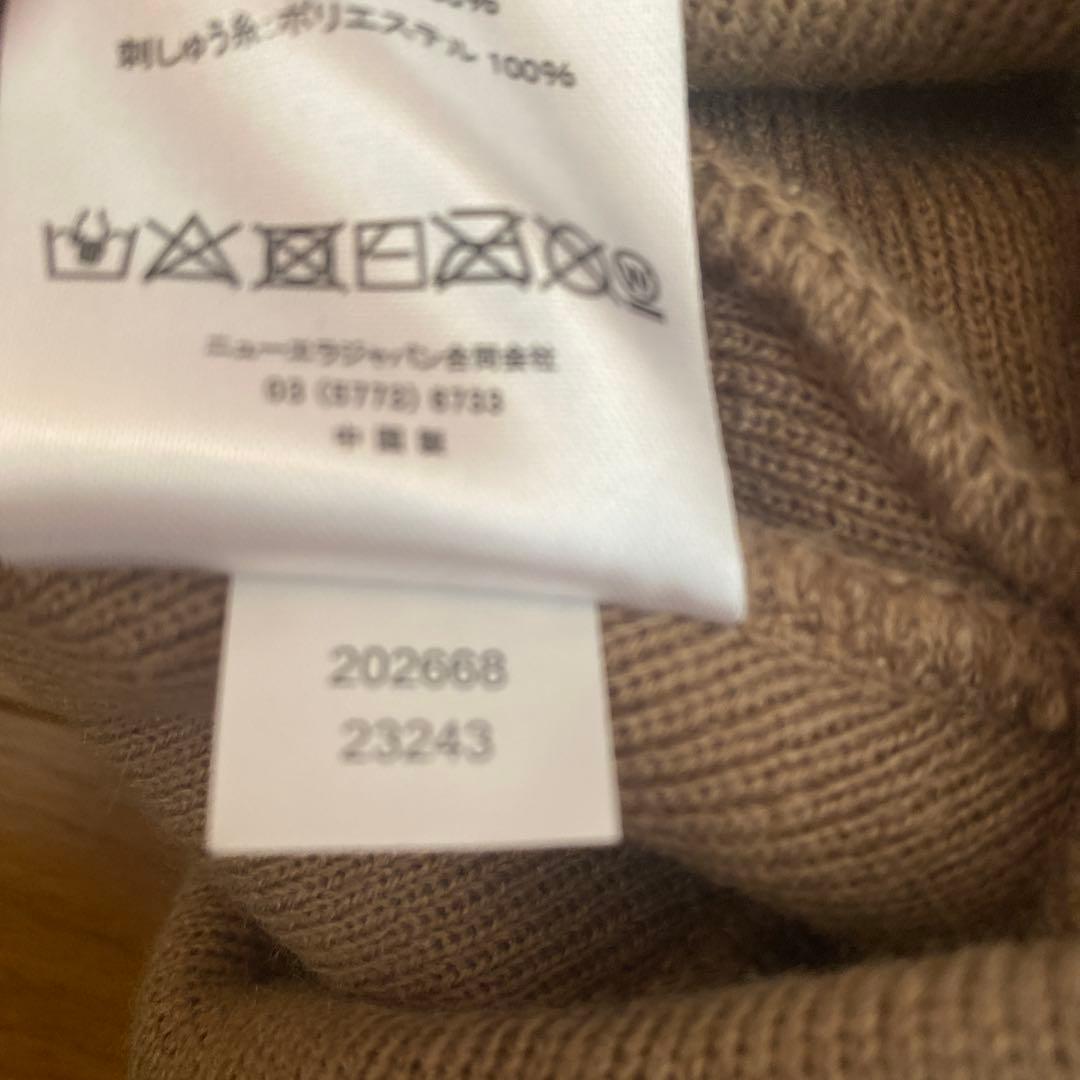 刺しゅう糸:ポリエステル 100%
ニューエラジャパン合同会社
03 (5772) 6733
中国製
202668
23243